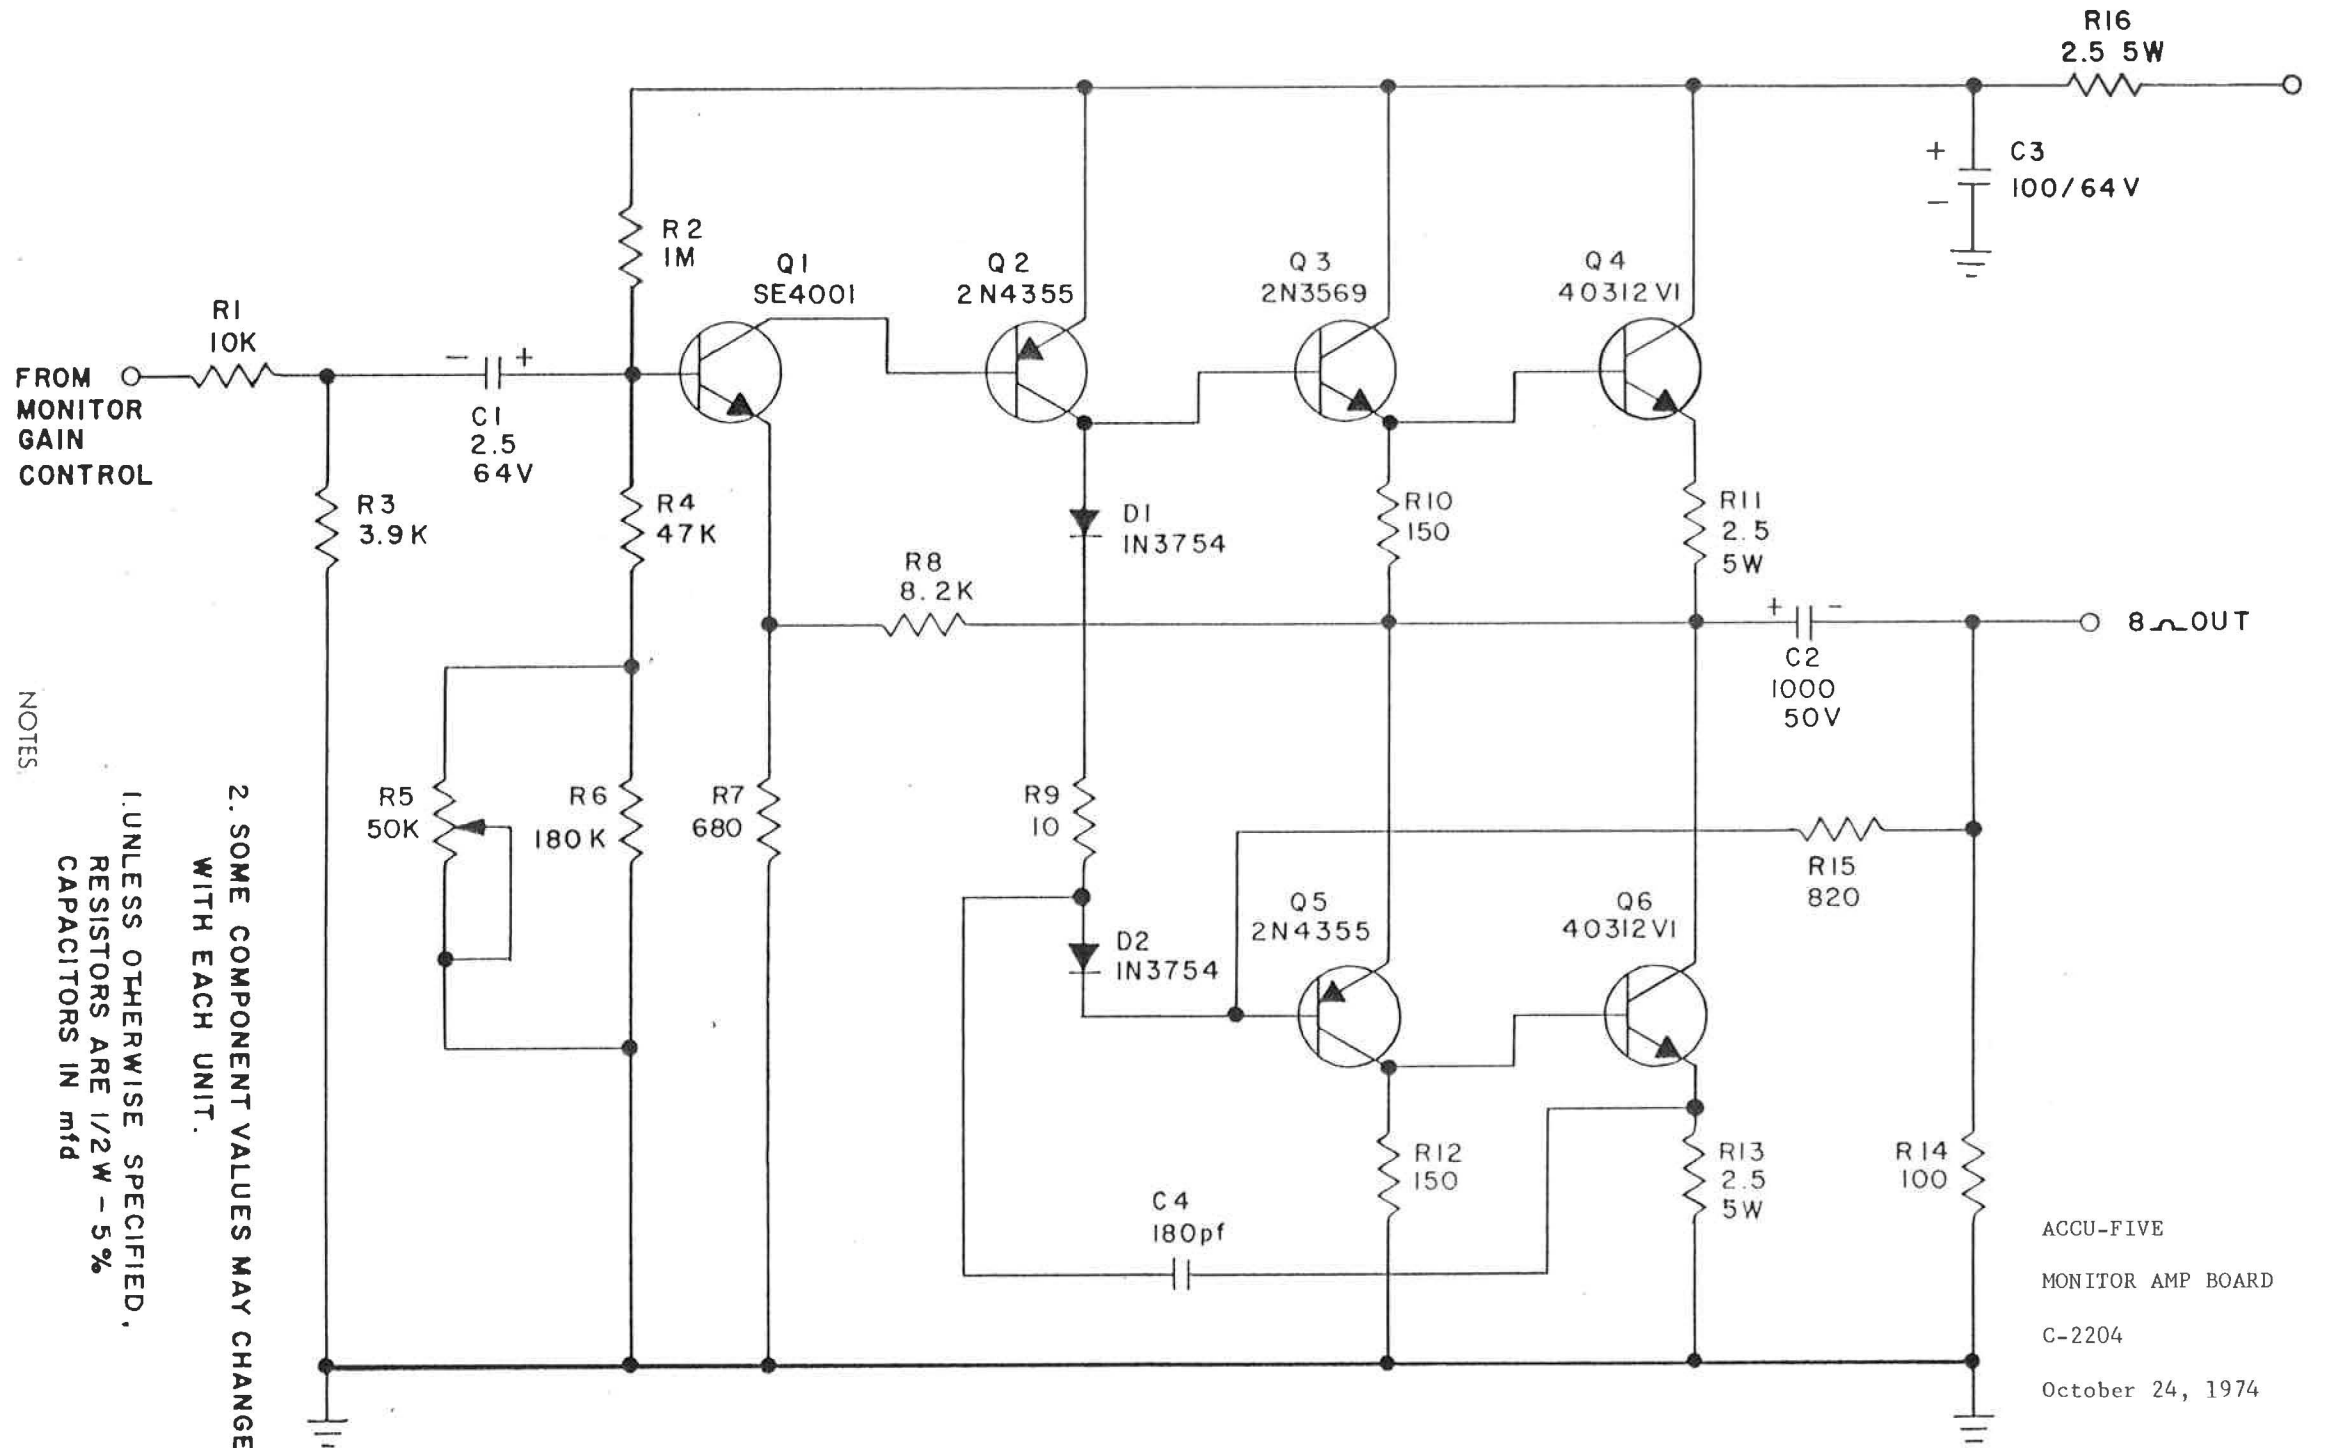 R16
2.5 5W
+
C3
100/64V
−
R2
1M
Q1
SE4001
Q2
2N4355
Q3
2N3569
Q4
40312VI
R1
10K
− +
FROM
MONITOR
GAIN
CONTROL
C1
2.5
64V
R3
3.9K
R4
47K
D1
IN3754
R10
150
R11
2.5
5W
R8
8.2K
+ −
8Ω OUT
C2
1000
50V
R5
50K
R6
180K
R7
680
R9
10
R15
820
D2
IN3754
Q5
2N4355
Q6
40312VI
R12
150
R13
2.5
5W
R14
100
C4
180pf
NOTES
1. UNLESS OTHERWISE SPECIFIED,
RESISTORS ARE 1/2W - 5%
CAPACITORS IN mfd
2. SOME COMPONENT VALUES MAY CHANGE
WITH EACH UNIT.
ACCU-FIVE
MONITOR AMP BOARD
C-2204
October 24, 1974